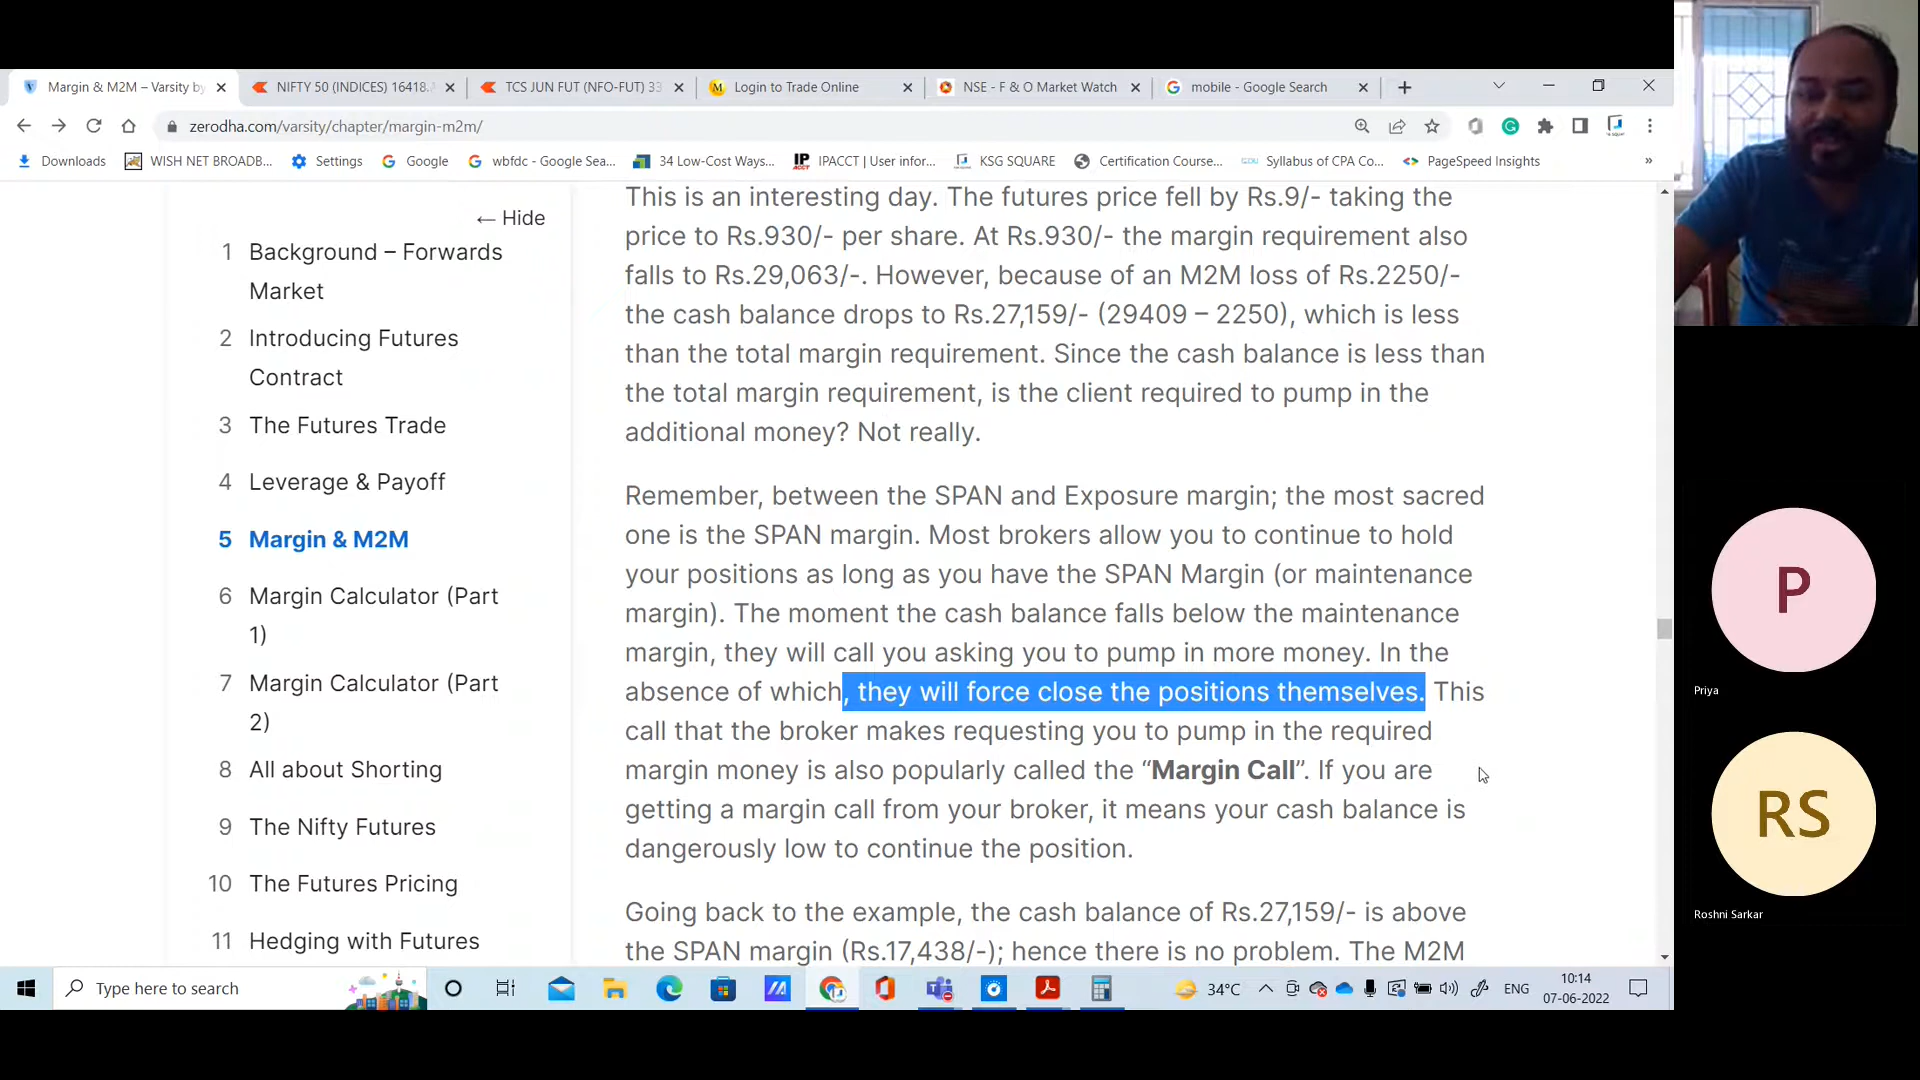 Margin & M2M – Varsity by
NIFTY 50 (INDICES) 16418.
TCS JUN FUT (NFO-FUT) 33
Login to Trade Online
NSE - F & O Market Watch
mobile - Google Search
zerodha.com/varsity/chapter/margin-m2m/
Downloads
WISH NET BROADB...
Settings
Google
wbfdc - Google Sea...
34 Low-Cost Ways...
IPACCT | User infor...
KSG SQUARE
Certification Course...
Syllabus of CPA Co...
PageSpeed Insights
»
← Hide
1 Background – Forwards
Market
2 Introducing Futures
Contract
3 The Futures Trade
4 Leverage & Payoff
5 Margin & M2M
6 Margin Calculator (Part
1)
7 Margin Calculator (Part
2)
8 All about Shorting
9 The Nifty Futures
10 The Futures Pricing
11 Hedging with Futures
This is an interesting day. The futures price fell by Rs.9/- taking the
price to Rs.930/- per share. At Rs.930/- the margin requirement also
falls to Rs.29,063/-. However, because of an M2M loss of Rs.2250/-
the cash balance drops to Rs.27,159/- (29409 – 2250), which is less
than the total margin requirement. Since the cash balance is less than
the total margin requirement, is the client required to pump in the
additional money? Not really.
Remember, between the SPAN and Exposure margin; the most sacred
one is the SPAN margin. Most brokers allow you to continue to hold
your positions as long as you have the SPAN Margin (or maintenance
margin). The moment the cash balance falls below the maintenance
margin, they will call you asking you to pump in more money. In the
absence of which, they will force close the positions themselves. This
call that the broker makes requesting you to pump in the required
margin money is also popularly called the “Margin Call”. If you are
getting a margin call from your broker, it means your cash balance is
dangerously low to continue the position.
Going back to the example, the cash balance of Rs.27,159/- is above
the SPAN margin (Rs.17,438/-); hence there is no problem. The M2M
P
Priya
RS
Roshni Sarkar
Type here to search
34°C
ENG
10:14
07-06-2022